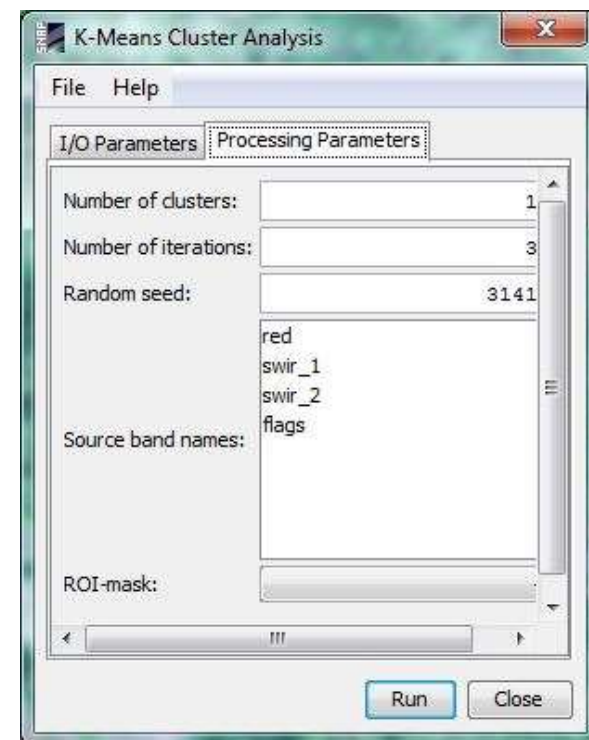 SNAP
K-Means Cluster Analysis
File Help
I/O Parameters Processing Parameters
Number of clusters: 1
Number of iterations: 3
Random seed: 3141
Source band names:
red
swir_1
swir_2
flags
ROI-mask:
Run Close